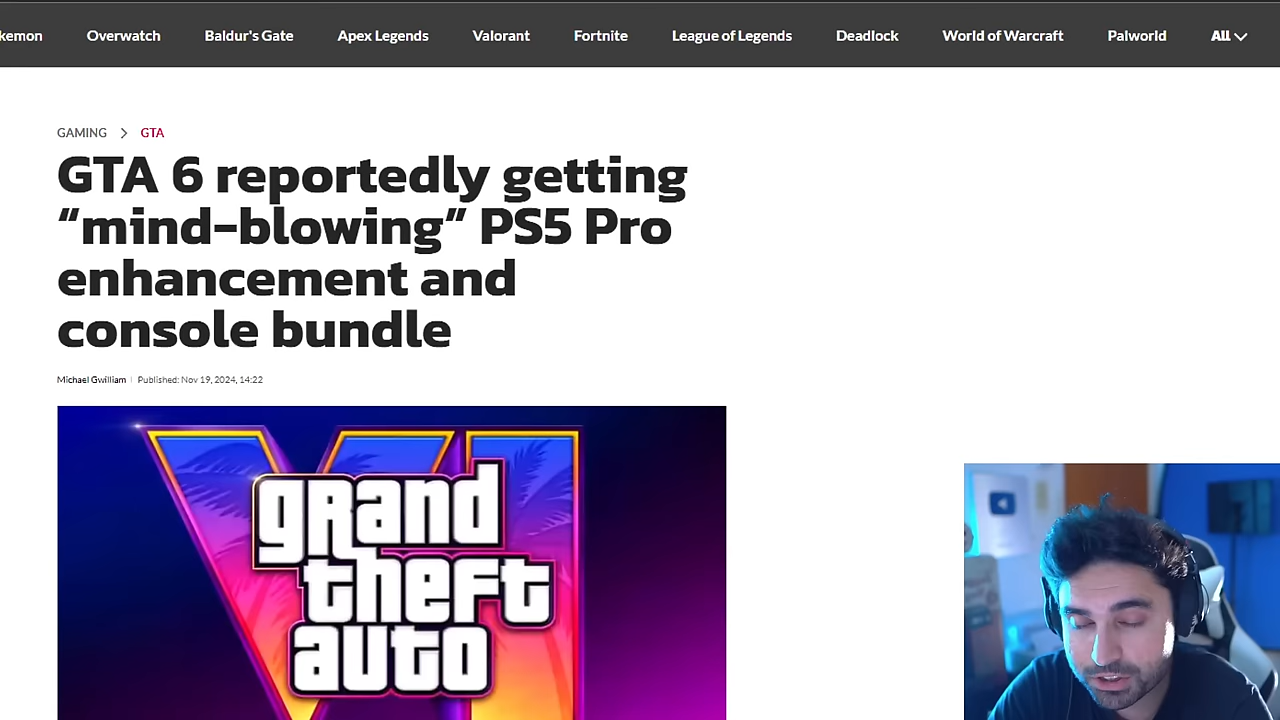 kemon Overwatch Baldur's Gate Apex Legends Valorant Fortnite League of Legends Deadlock World of Warcraft Palworld All
GAMING > GTA
GTA 6 reportedly getting
“mind-blowing” PS5 Pro
enhancement and
console bundle
Michael Gwilliam | Published: Nov 19, 2024, 14:22
VI
grand
theft
auto